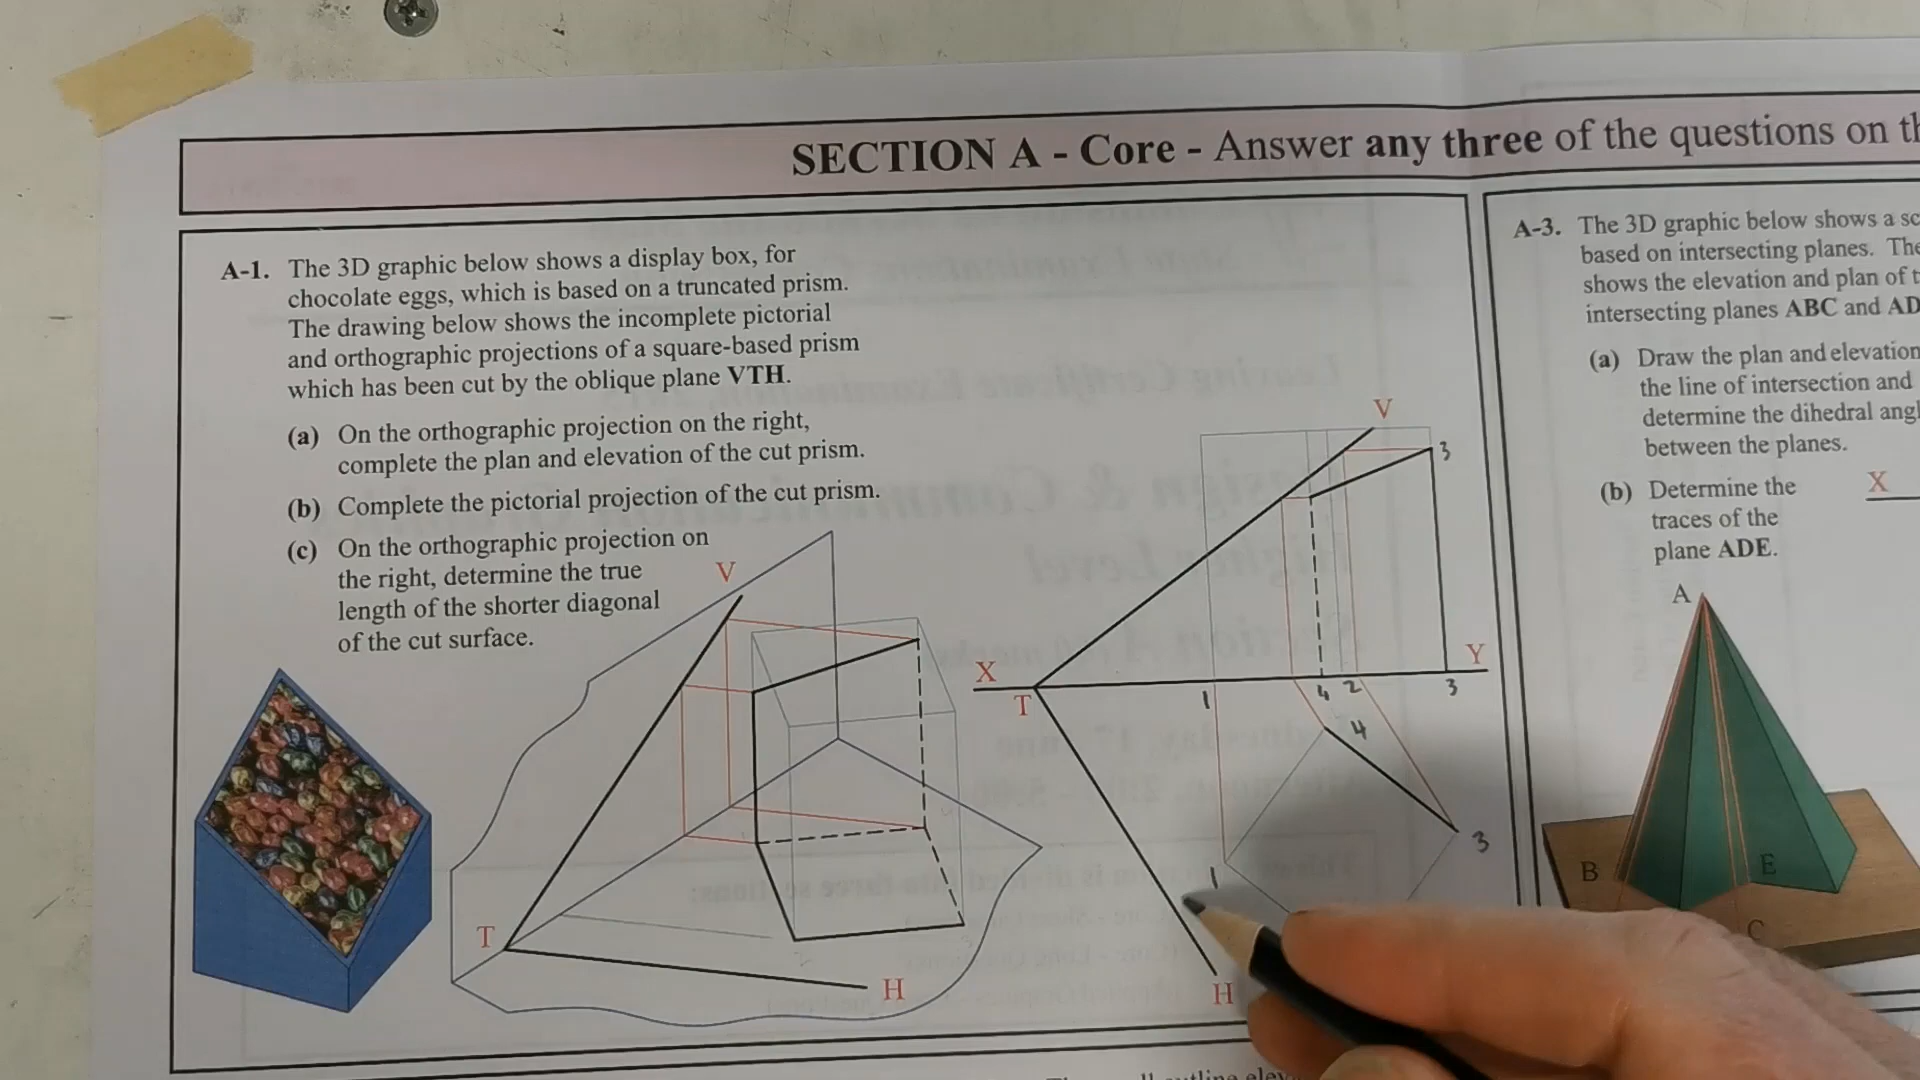 SECTION A - Core - Answer any three of the questions on th
A-1. The 3D graphic below shows a display box, for
chocolate eggs, which is based on a truncated prism.
The drawing below shows the incomplete pictorial
and orthographic projections of a square-based prism
which has been cut by the oblique plane VTH.
(a) On the orthographic projection on the right,
complete the plan and elevation of the cut prism.
(b) Complete the pictorial projection of the cut prism.
(c) On the orthographic projection on
the right, determine the true
length of the shorter diagonal
of the cut surface.
V
T
H
V
3
X
Y
T
1
4
2
3
4
3
1
H
A-3. The 3D graphic below shows a sc
based on intersecting planes. The
shows the elevation and plan of t
intersecting planes ABC and AD
(a) Draw the plan and elevation
the line of intersection and
determine the dihedral angl
between the planes.
(b) Determine the
traces of the
plane ADE.
X
A
B
E
C